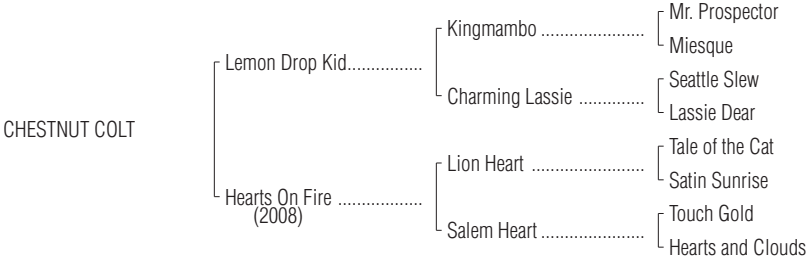 Mr. Prospector
Kingmambo ......................
Miesque
Lemon Drop Kid................
Seattle Slew
Charming Lassie ..............
Lassie Dear
CHESTNUT COLT
Tale of the Cat
Lion Heart ........................
Satin Sunrise
Hearts On Fire ..................
(2008)
Touch Gold
Salem Heart ......................
Hearts and Clouds